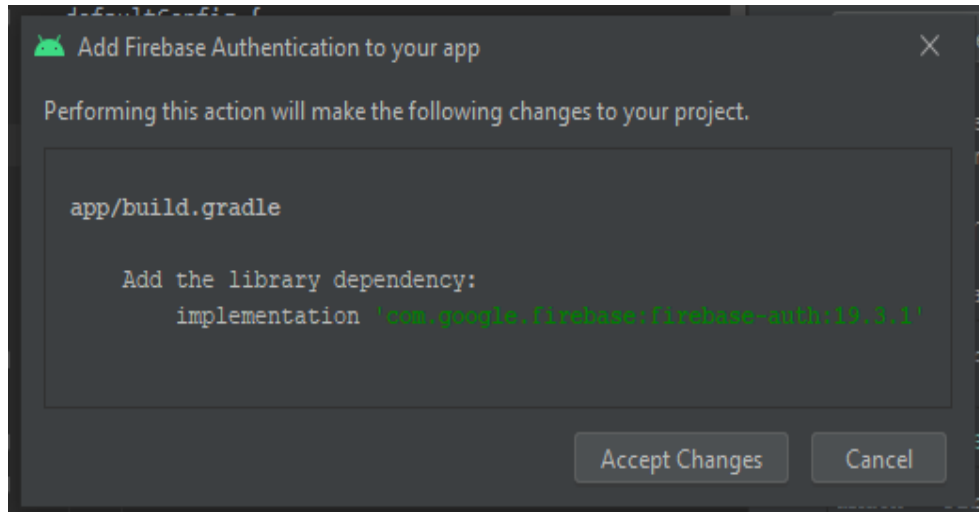 defaultConfig {
Add Firebase Authentication to your app
Performing this action will make the following changes to your project.
app/build.gradle
Add the library dependency:
implementation 'com.google.firebase:firebase-auth:19.3.1'
Accept Changes
Cancel